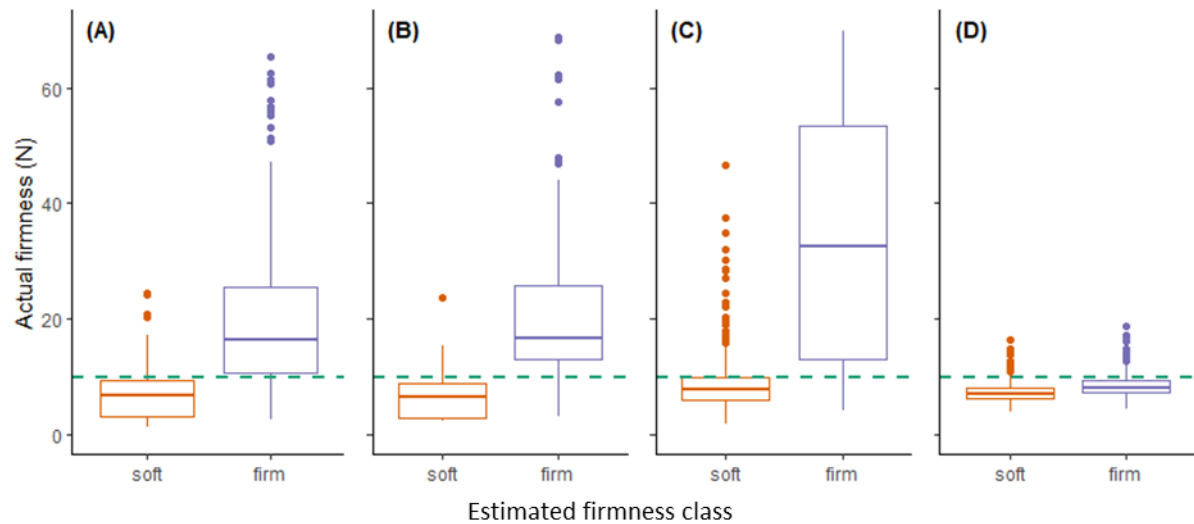 (A) (B) (C) (D)
Actual firmness (N)
60
40
20
0
soft firm soft firm soft firm soft firm
Estimated firmness class